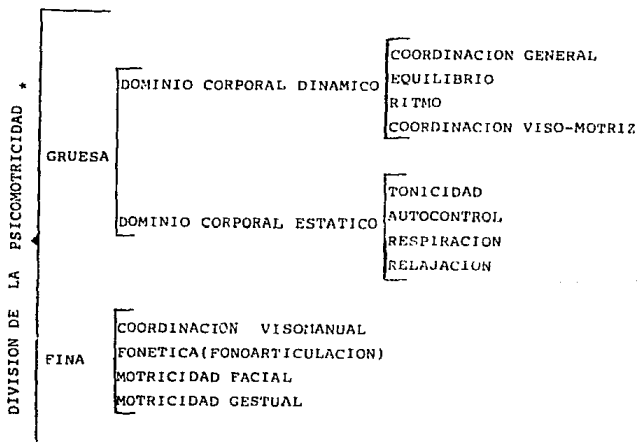 DIVISION DE LA PSICOMOTRICIDAD *
GRUESA
DOMINIO CORPORAL DINAMICO
COORDINACION GENERAL
EQUILIBRIO
RITMO
COORDINACION VISO-MOTRIZ
DOMINIO CORPORAL ESTATICO
TONICIDAD
AUTOCONTROL
RESPIRACION
RELAJACION
FINA
COORDINACION VISOMANUAL
FONETICA(FONOARTICULACION)
MOTRICIDAD FACIAL
MOTRICIDAD GESTUAL